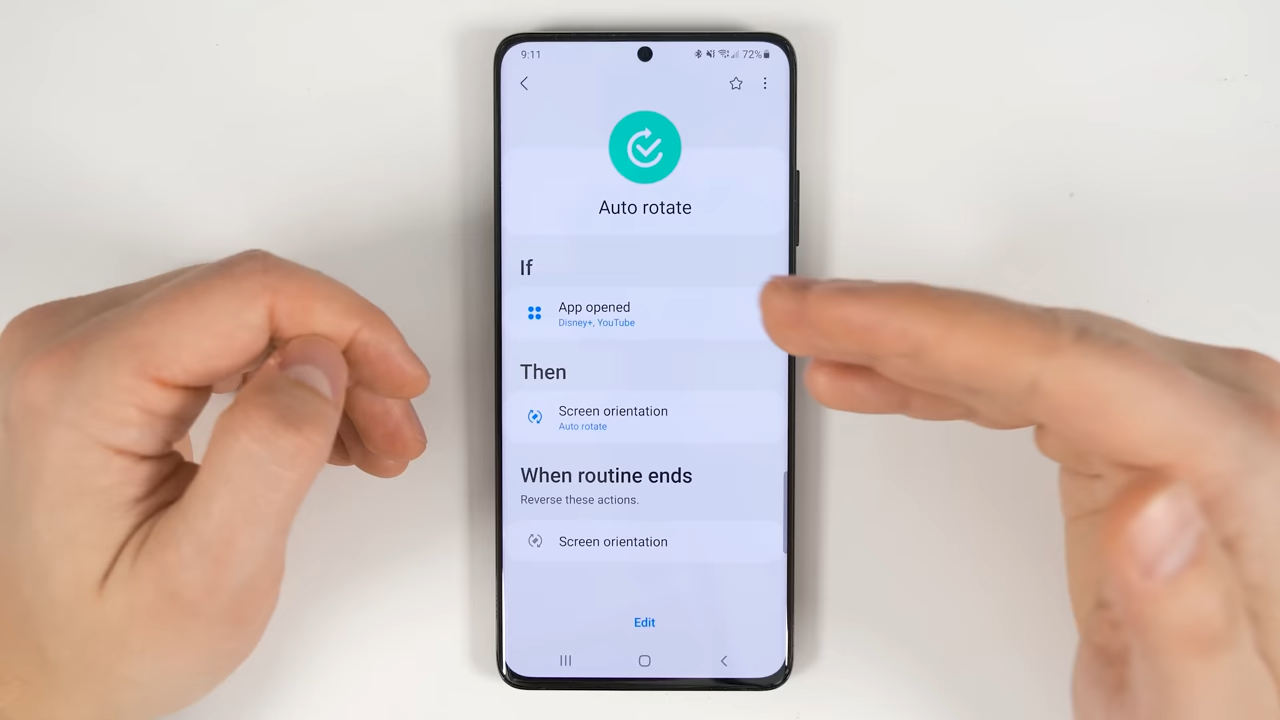 9:11
72%
Auto rotate
If
App opened
Disney+, YouTube
Then
Screen orientation
Auto rotate
When routine ends
Reverse these actions.
Screen orientation
Edit